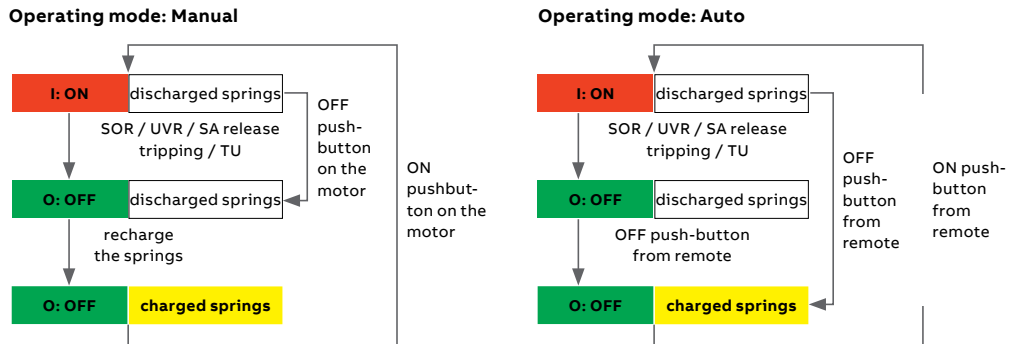 Operating mode: Manual
I: ON
discharged springs
SOR / UVR / SA release
tripping / TU
OFF
push-
button
on the
motor
O: OFF
discharged springs
recharge
the springs
O: OFF
charged springs
ON
pushbut-
ton on the
motor
Operating mode: Auto
I: ON
discharged springs
SOR / UVR / SA release
tripping / TU
O: OFF
discharged springs
OFF push-button
from remote
O: OFF
charged springs
OFF
push-
button
from
remote
ON push-
button
from
remote